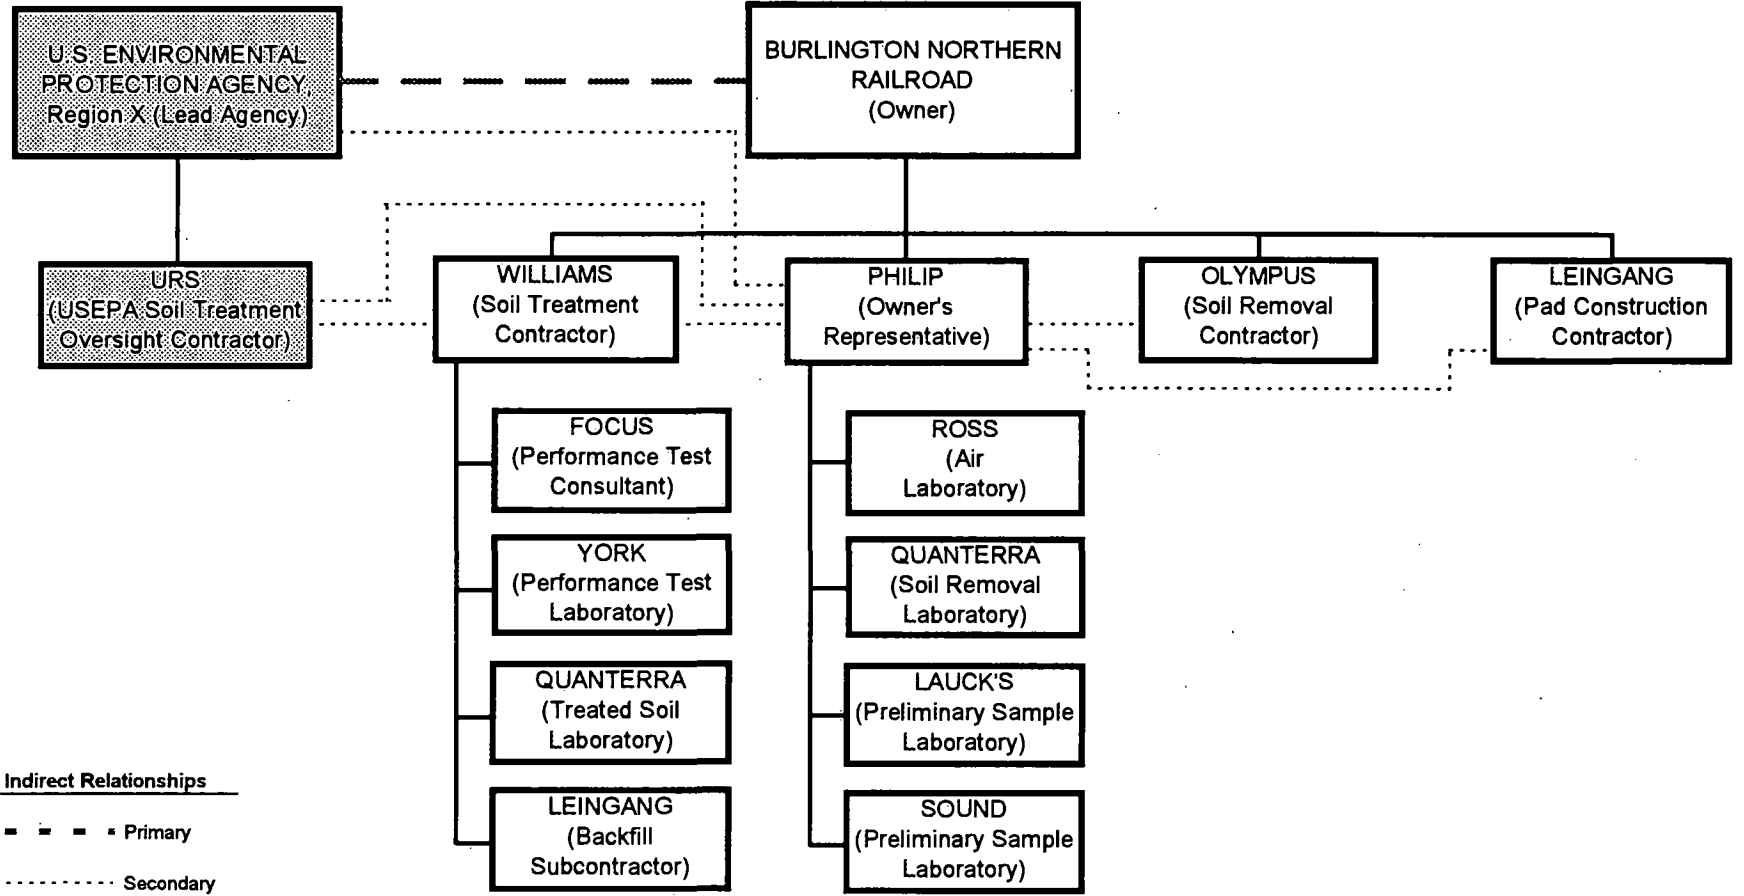 U.S. ENVIRONMENTAL
PROTECTION AGENCY,
Region X (Lead Agency)
BURLINGTON NORTHERN
RAILROAD
(Owner)
URS
(USEPA Soil Treatment
Oversight Contractor)
WILLIAMS
(Soil Treatment
Contractor)
PHILIP
(Owner's
Representative)
OLYMPUS
(Soil Removal
Contractor)
LEINGANG
(Pad Construction
Contractor)
FOCUS
(Performance Test
Consultant)
YORK
(Performance Test
Laboratory)
QUANTERRA
(Treated Soil
Laboratory)
LEINGANG
(Backfill
Subcontractor)
ROSS
(Air
Laboratory)
QUANTERRA
(Soil Removal
Laboratory)
LAUCK'S
(Preliminary Sample
Laboratory)
SOUND
(Preliminary Sample
Laboratory)
Indirect Relationships
Primary
Secondary